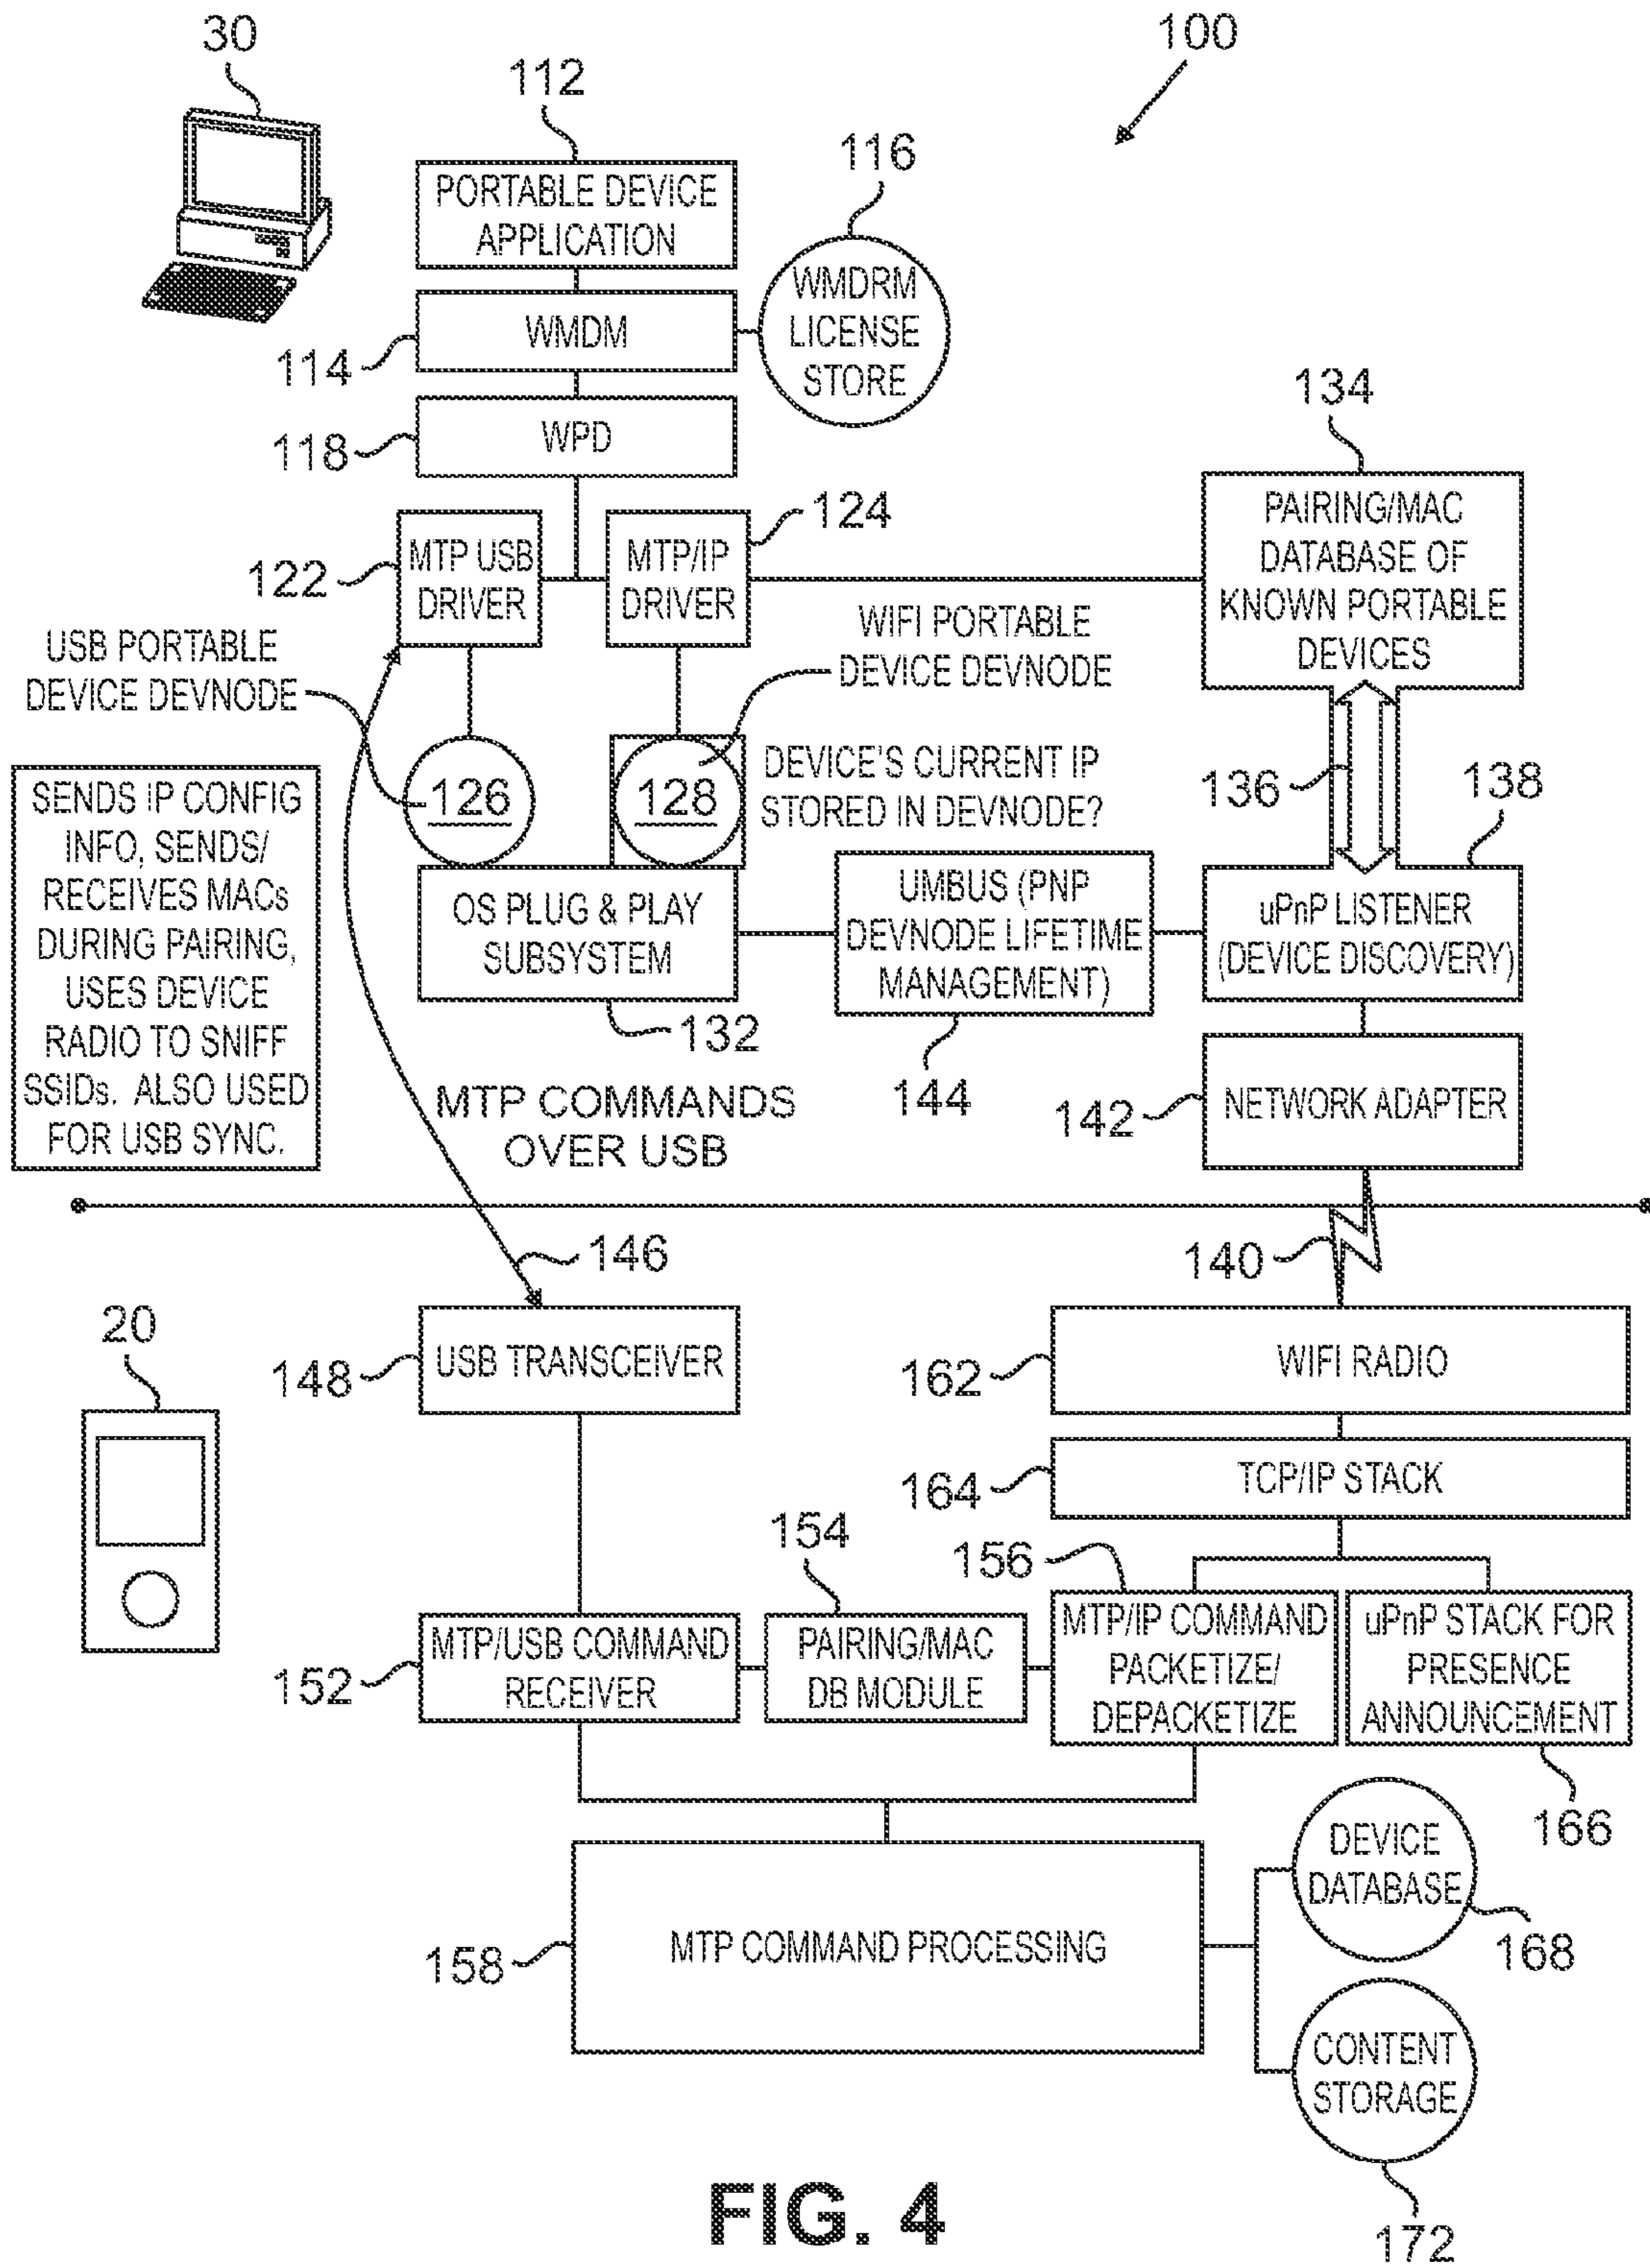 30
100
112
116
PORTABLE DEVICE
APPLICATION
WMDRM
LICENSE
STORE
WMDM
114
134
WPD
118
124
PAIRING/MAC
DATABASE OF
KNOWN PORTABLE
DEVICES
MTP USB
DRIVER
MTP/IP
DRIVER
122
WIFI PORTABLE
DEVICE DEVNODE
USB PORTABLE
DEVICE DEVNODE
126
128
DEVICE'S CURRENT IP
STORED IN DEVNODE?
136
138
SENDS IP CONFIG
INFO, SENDS/
RECEIVES MACs
DURING PAIRING,
USES DEVICE
RADIO TO SNIFF
SSIDs. ALSO USED
FOR USB SYNC.
OS PLUG & PLAY
SUBSYSTEM
UMBUS (PNP
DEVNODE LIFETIME
MANAGEMENT)
uPnP LISTENER
(DEVICE DISCOVERY)
132
144
142
NETWORK ADAPTER
MTP COMMANDS
OVER USB
146
140
20
148
USB TRANSCEIVER
162
WIFI RADIO
164
TCP/IP STACK
154
156
MTP/USB COMMAND
RECEIVER
PAIRING/MAC
DB MODULE
MTP/IP COMMAND
PACKETIZE/
DEPACKETIZE
uPnP STACK FOR
PRESENCE
ANNOUNCEMENT
152
166
DEVICE
DATABASE
168
158
MTP COMMAND PROCESSING
CONTENT
STORAGE
172
FIG. 4